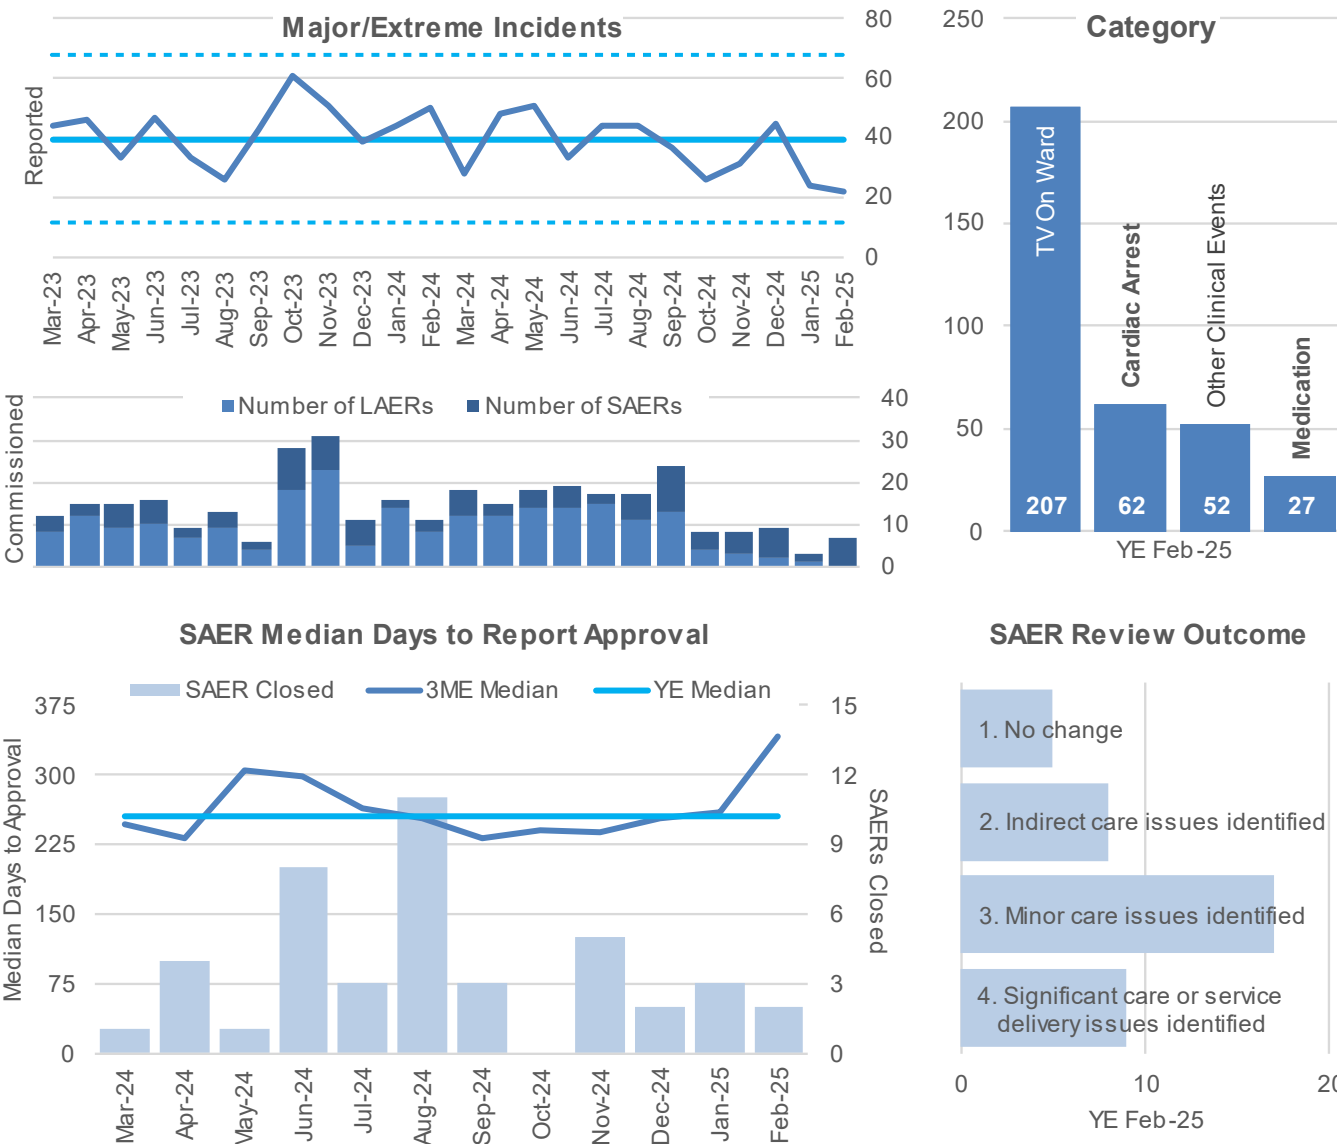 Major/Extreme Incidents
Reported
80
60
40
20
0
Mar-23
Apr-23
May-23
Jun-23
Jul-23
Aug-23
Sep-23
Oct-23
Nov-23
Dec-23
Jan-24
Feb-24
Mar-24
Apr-24
May-24
Jun-24
Jul-24
Aug-24
Sep-24
Oct-24
Nov-24
Dec-24
Jan-25
Feb-25
Number of LAERs
Number of SAERs
Commissioned
40
30
20
10
0
Category
250
200
150
100
50
0
TV On Ward
Cardiac Arrest
Other Clinical Events
Medication
207
62
52
27
YE Feb-25
SAER Median Days to Report Approval
SAER Closed
3ME Median
YE Median
Median Days to Approval
375
300
225
150
75
0
15
12
9
6
3
0
SAERs Closed
Mar-24
Apr-24
May-24
Jun-24
Jul-24
Aug-24
Sep-24
Oct-24
Nov-24
Dec-24
Jan-25
Feb-25
SAER Review Outcome
1. No change
2. Indirect care issues identified
3. Minor care issues identified
4. Significant care or service
delivery issues identified
0
10
20
YE Feb-25